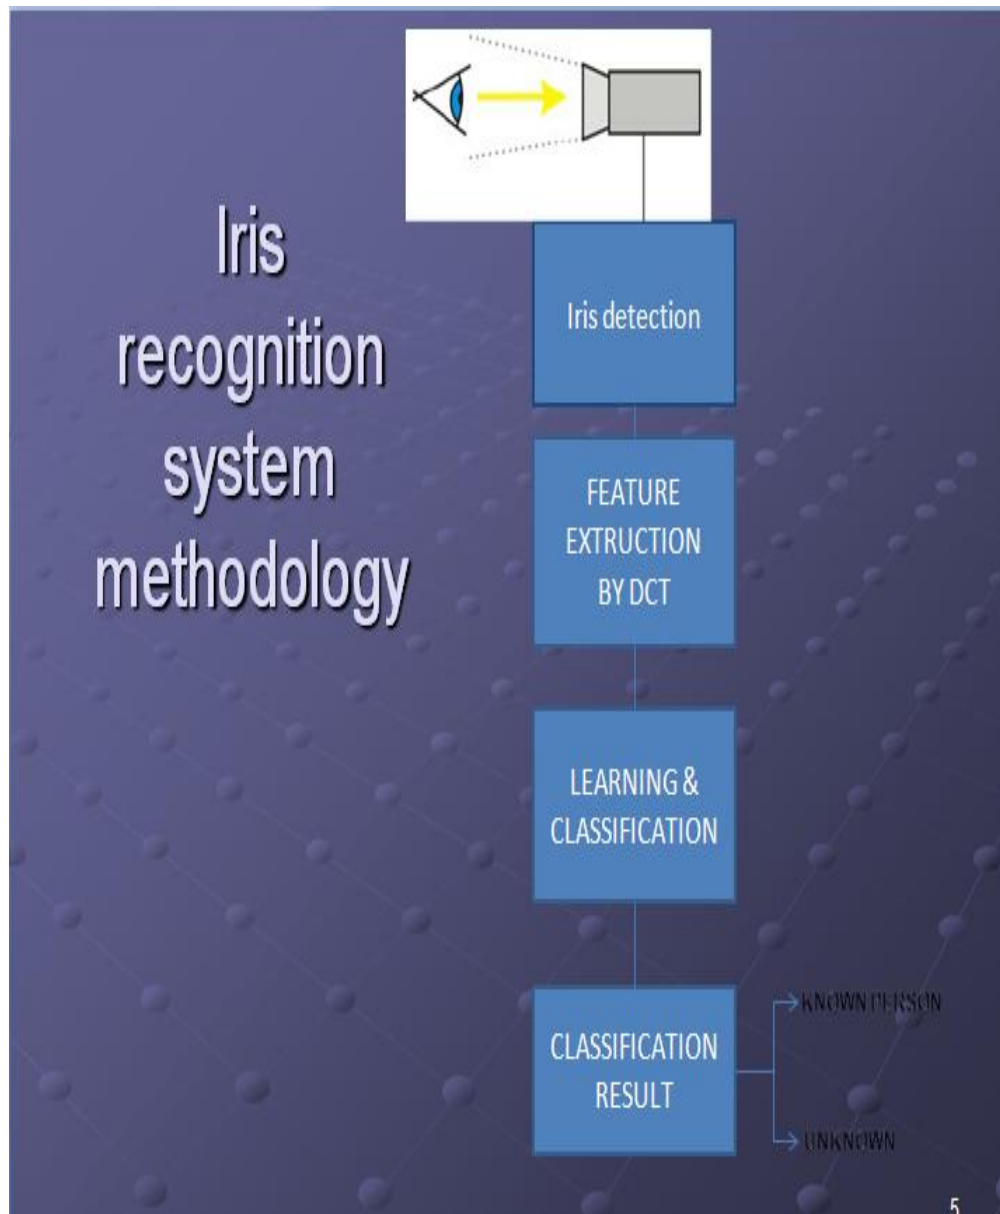 Iris
recognition
system
methodology
Iris detection
FEATURE
EXTRUCTION
BY DCT
LEARNING &
CLASSIFICATION
CLASSIFICATION
RESULT
KNOWN PERSON
UNKNOWN
5